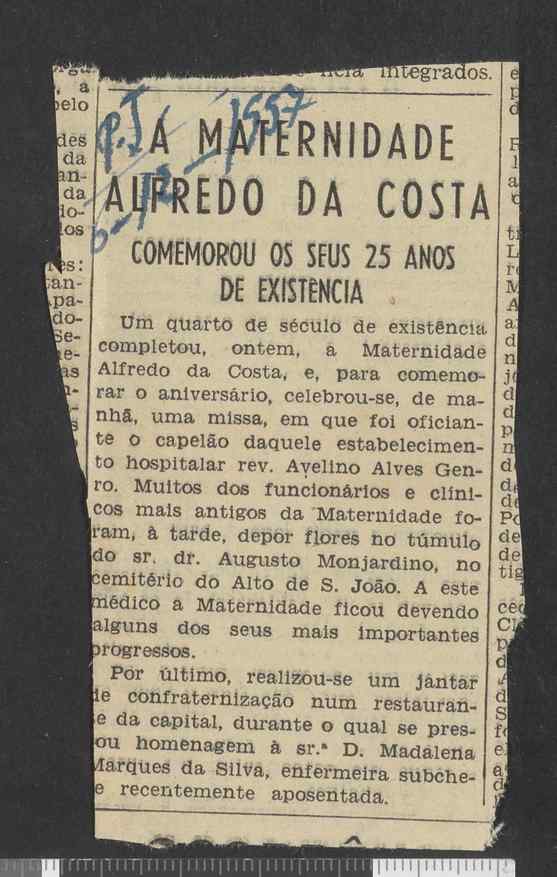 ncia integrados.
P.J.
6-12-1957
A MATERNIDADE
ALFREDO DA COSTA
COMEMOROU OS SEUS 25 ANOS
DE EXISTÊNCIA
Um quarto de século de existência
completou, ontem, a Maternidade
Alfredo da Costa, e, para comemo-
rar o aniversário, celebrou-se, de ma-
nhã, uma missa, em que foi ofician-
te o capelão daquele estabelecimen-
to hospitalar rev. Avelino Alves Gen-
ro. Muitos dos funcionários e clíni-
cos mais antigos da Maternidade fo-
ram, à tarde, depor flores no túmulo
do sr. dr. Augusto Monjardino, no
cemitério do Alto de S. João. A este
médico a Maternidade ficou devendo
alguns dos seus mais importantes
progressos.
Por último, realizou-se um jantar
de confraternização num restauran-
te da capital, durante o qual se pres-
ou homenagem à sr.ª D. Madalena
Marques da Silva, enfermeira subche-
e recentemente aposentada.